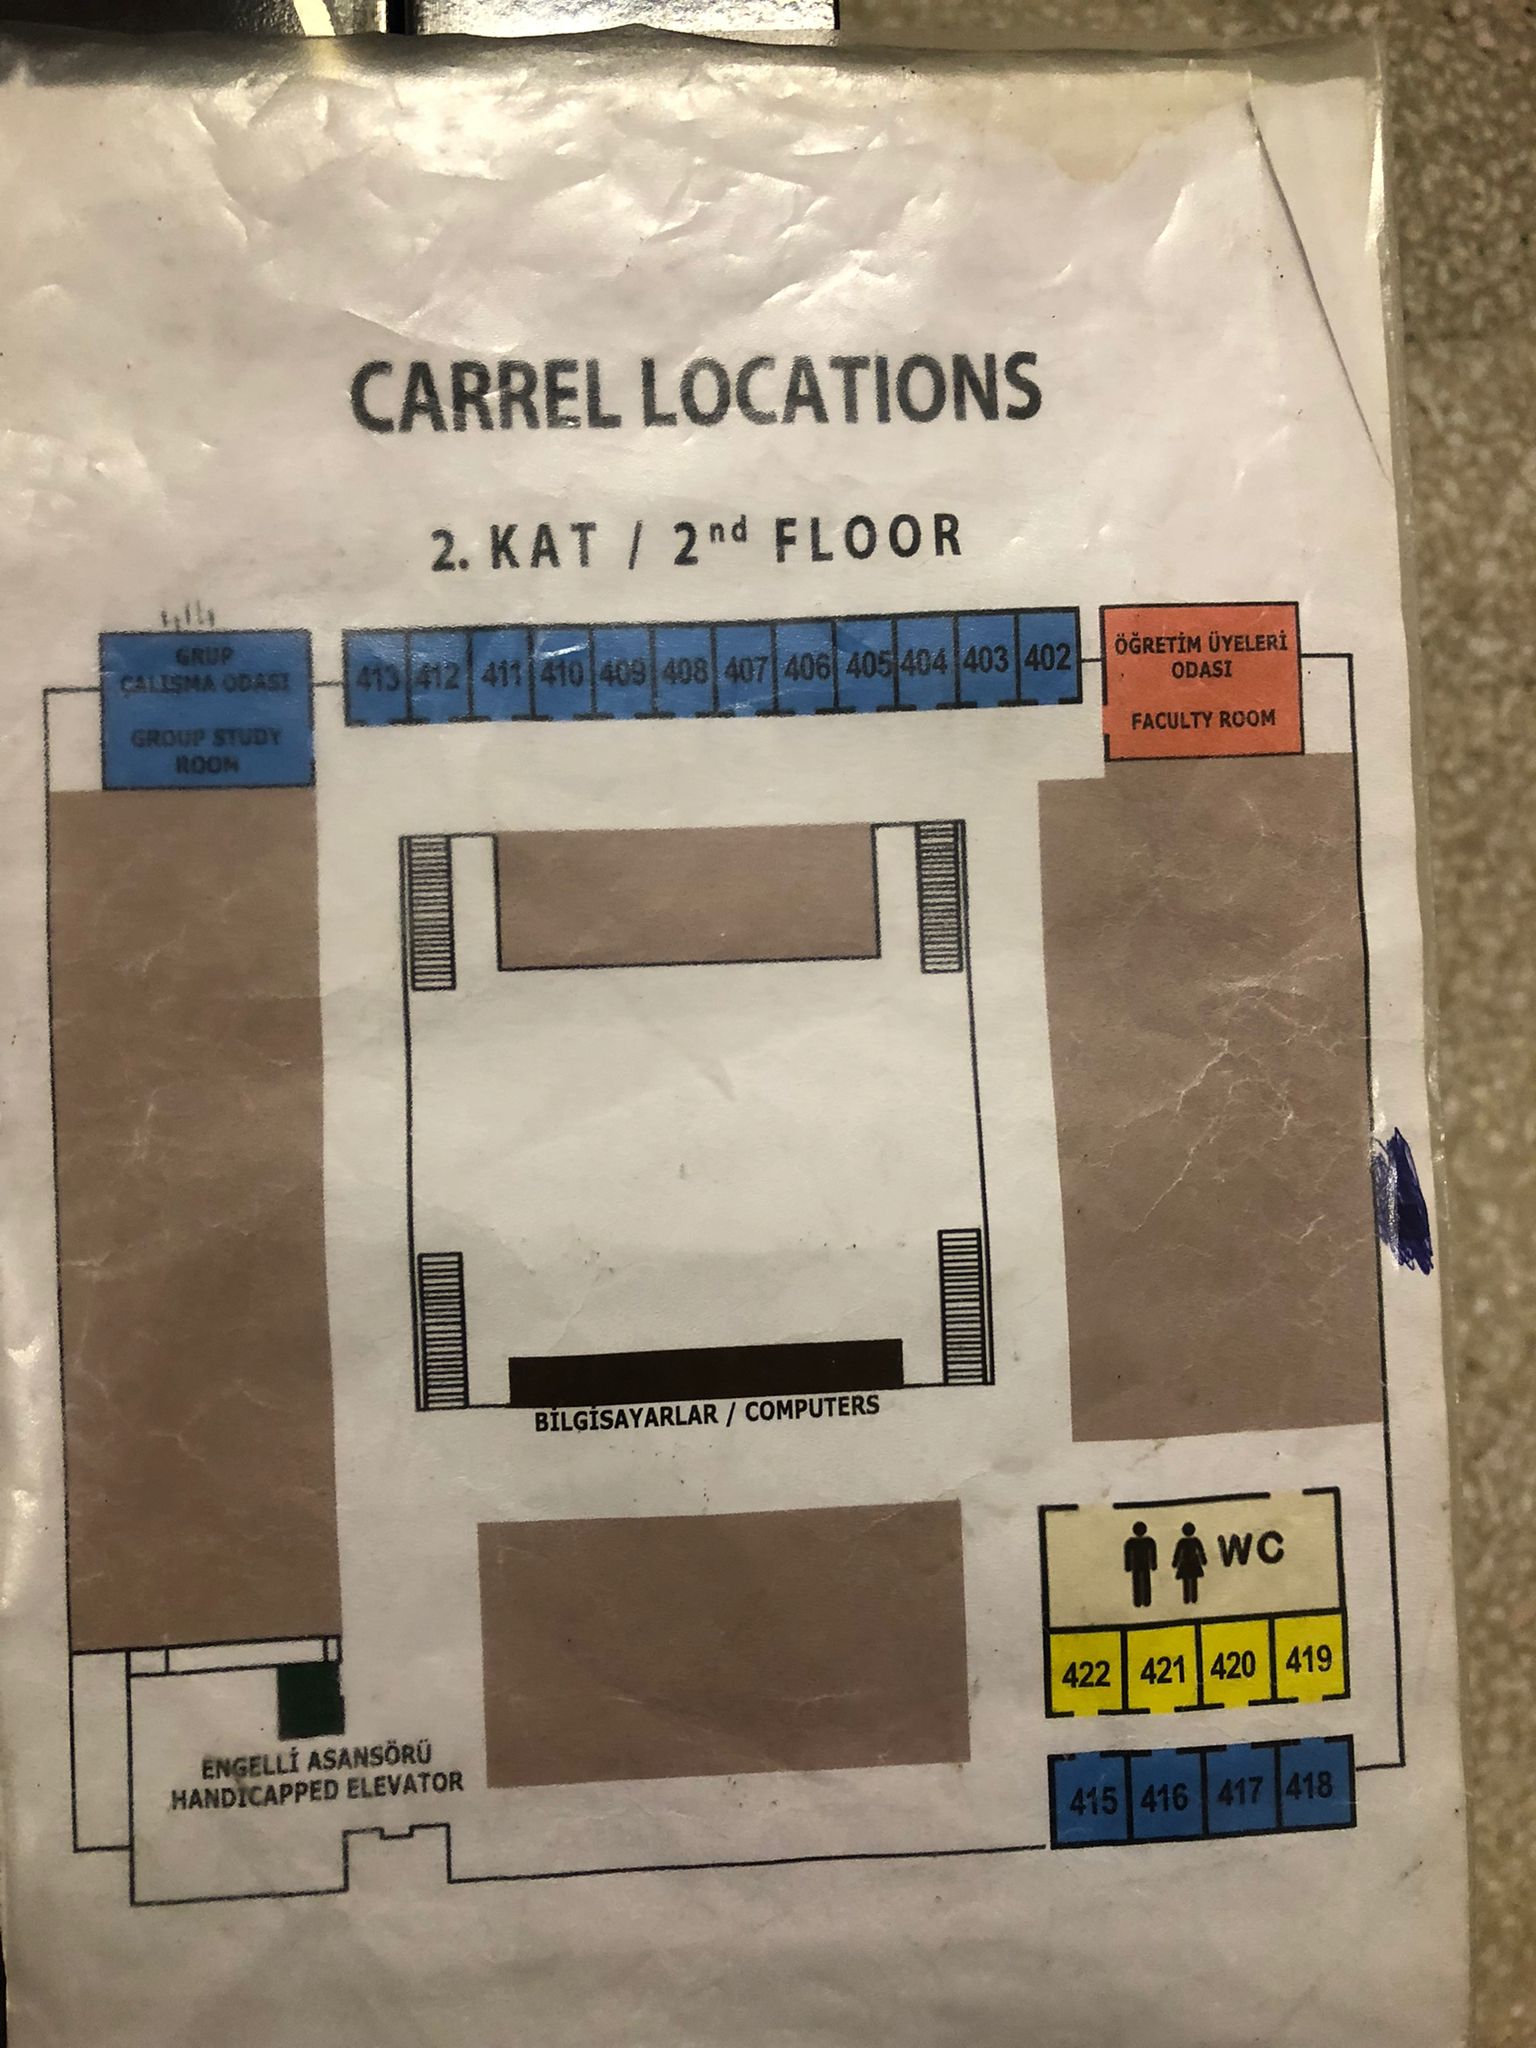 CARREL LOCATIONS
2. KAT / 2nd FLOOR
GRUP
ÇALIŞMA ODASI
GROUP STUDY
ROOM
413 412 411 410 409 408 407 406 405 404 403 402
ÖĞRETİM ÜYELERİ
ODASI
FACULTY ROOM
BİLGİSAYARLAR / COMPUTERS
WC
422 421 420 419
ENGELLİ ASANSÖRÜ
HANDICAPPED ELEVATOR
415 416 417 418